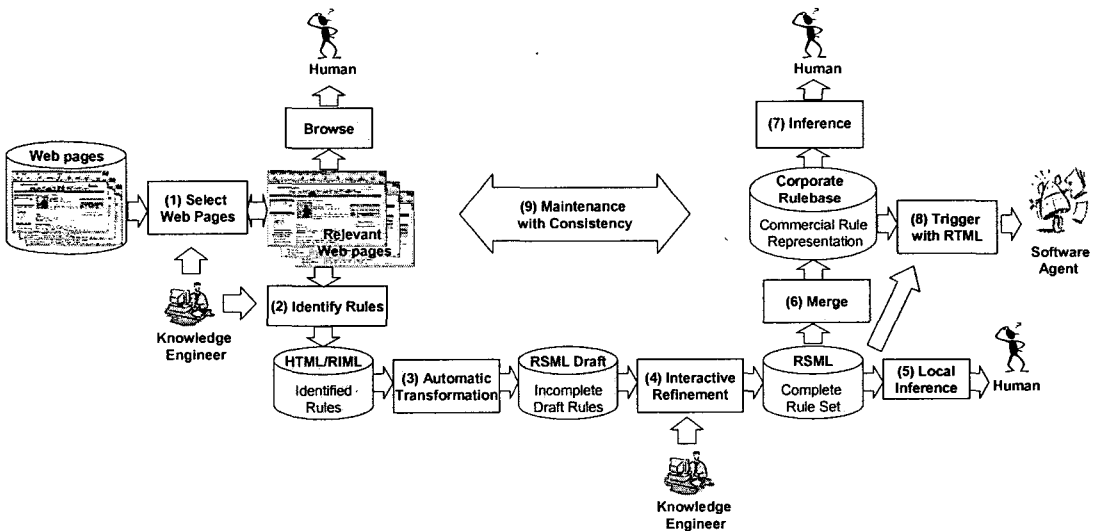 Human
Human
Browse
(7) Inference
Web pages
(1) Select
Web Pages
Relevant
Web pages
(9) Maintenance
with Consistency
Corporate
Rulebase
Commercial Rule
Representation
(8) Trigger
with RTML
Software
Agent
(2) Identify Rules
(6) Merge
Knowledge
Engineer
HTML/RIML
Identified
Rules
(3) Automatic
Transformation
RSML Draft
Incomplete
Draft Rules
(4) Interactive
Refinement
RSML
Complete
Rule Set
(5) Local
Inference
Human
Knowledge
Engineer